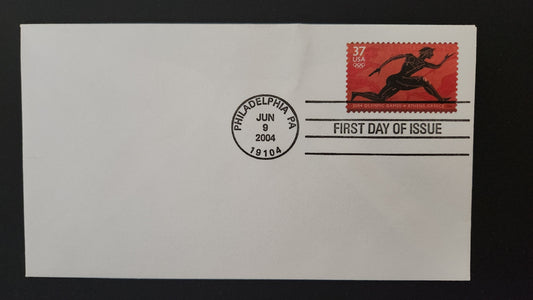 37
USA
2004 OLYMPIC GAMES • ATHENS, GREECE
PHILADELPHIA PA
JUN
9
2004
19104
FIRST DAY OF ISSUE